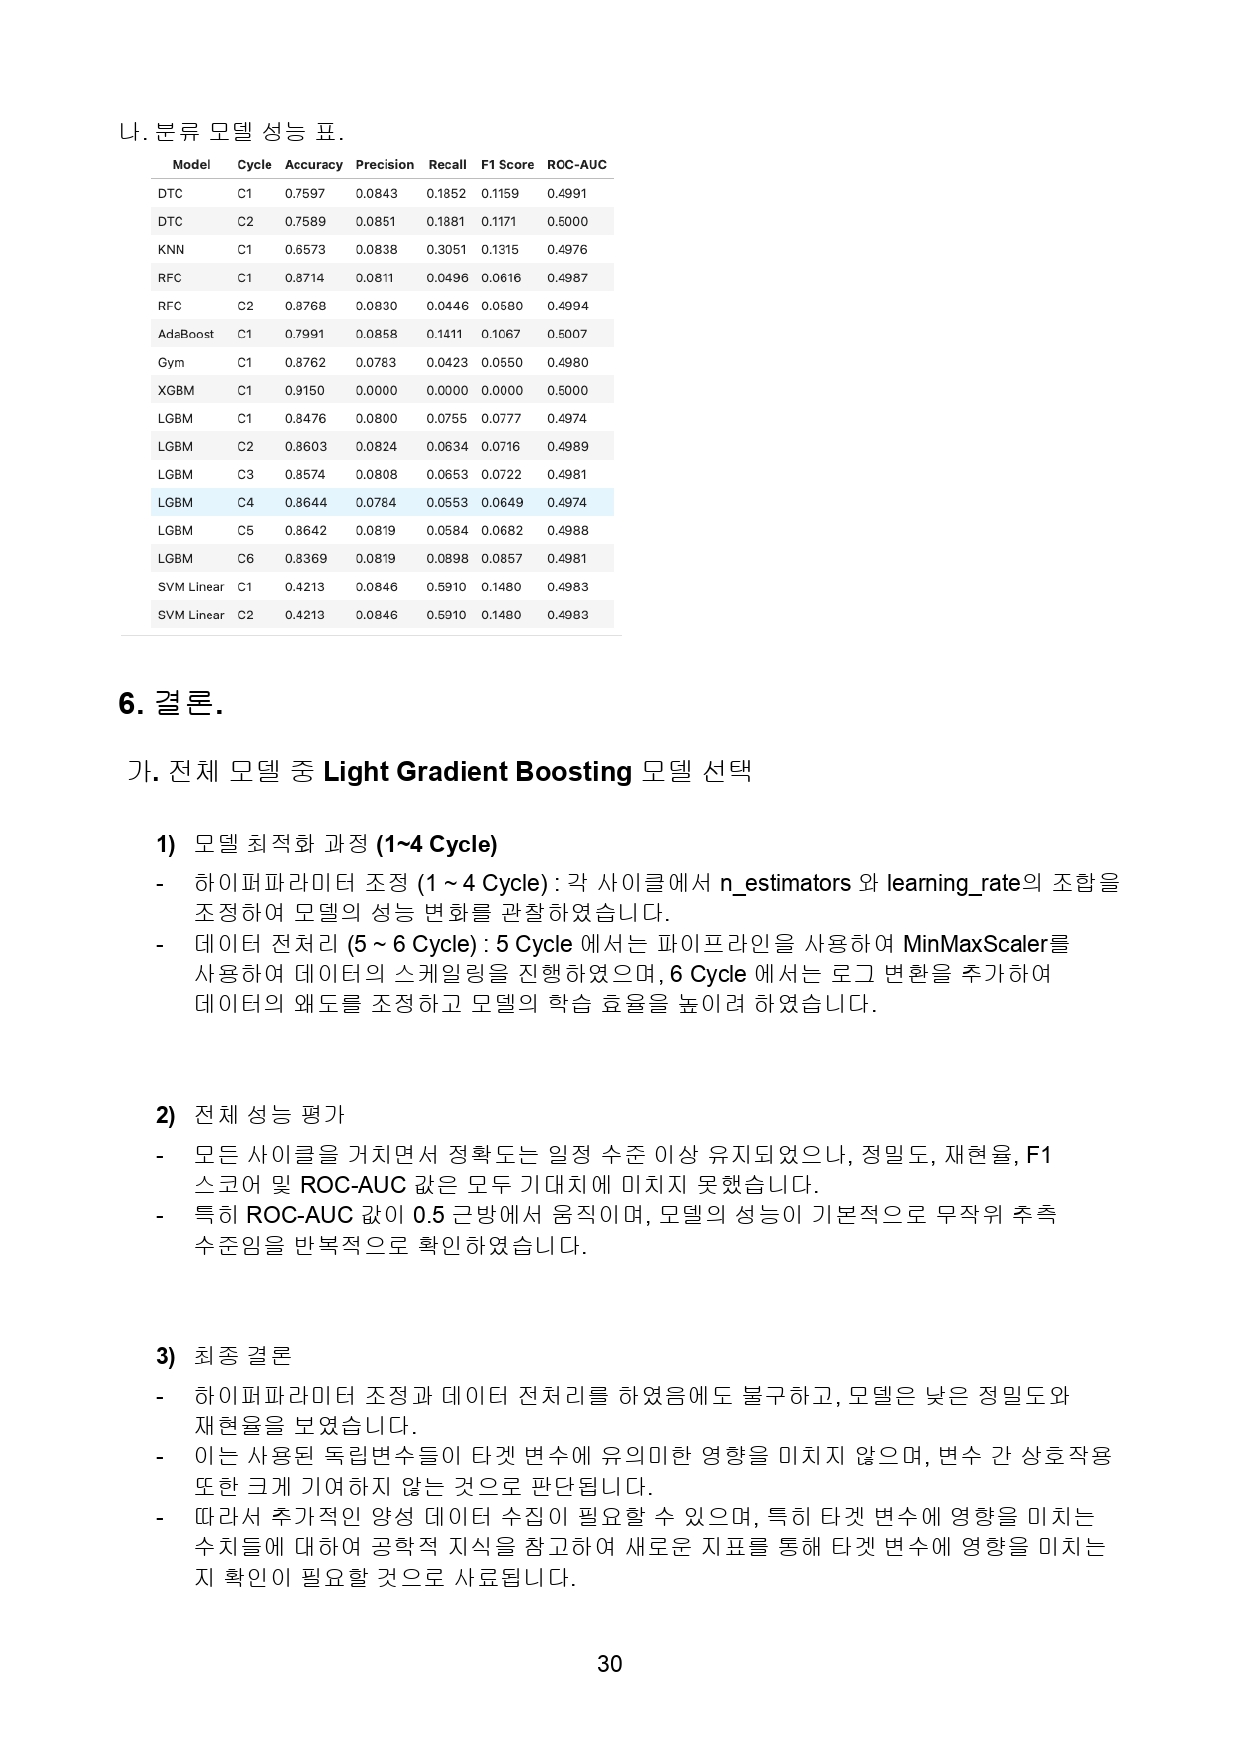 나. 분류 모델 성능 표.
Model Cycle Accuracy Precision Recall F1 Score ROC-AUC
DTC C1 0.7597 0.0843 0.1852 0.1159 0.4991
DTC C2 0.7589 0.0851 0.1881 0.1171 0.5000
KNN C1 0.6573 0.0838 0.3051 0.1315 0.4976
RFC C1 0.8714 0.0811 0.0496 0.0616 0.4987
RFC C2 0.8768 0.0830 0.0446 0.0580 0.4994
AdaBoost C1 0.7991 0.0858 0.1411 0.1067 0.5007
Gym C1 0.8762 0.0783 0.0423 0.0550 0.4980
XGBM C1 0.9150 0.0000 0.0000 0.0000 0.5000
LGBM C1 0.8476 0.0800 0.0755 0.0777 0.4974
LGBM C2 0.8603 0.0824 0.0634 0.0716 0.4989
LGBM C3 0.8574 0.0808 0.0653 0.0722 0.4981
LGBM C4 0.8644 0.0784 0.0553 0.0649 0.4974
LGBM C5 0.8642 0.0819 0.0584 0.0682 0.4988
LGBM C6 0.8369 0.0819 0.0898 0.0857 0.4981
SVM Linear C1 0.4213 0.0846 0.5910 0.1480 0.4983
SVM Linear C2 0.4213 0.0846 0.5910 0.1480 0.4983
6. 결론.
가. 전체 모델 중 Light Gradient Boosting 모델 선택
1) 모델 최적화 과정 (1~4 Cycle)
- 하이퍼파라미터 조정 (1 ~ 4 Cycle) : 각 사이클에서 n_estimators 와 learning_rate의 조합을
조정하여 모델의 성능 변화를 관찰하였습니다.
- 데이터 전처리 (5 ~ 6 Cycle) : 5 Cycle 에서는 파이프라인을 사용하여 MinMaxScaler를
사용하여 데이터의 스케일링을 진행하였으며, 6 Cycle 에서는 로그 변환을 추가하여
데이터의 왜도를 조정하고 모델의 학습 효율을 높이려 하였습니다.
2) 전체 성능 평가
- 모든 사이클을 거치면서 정확도는 일정 수준 이상 유지되었으나, 정밀도, 재현율, F1
스코어 및 ROC-AUC 값은 모두 기대치에 미치지 못했습니다.
- 특히 ROC-AUC 값이 0.5 근방에서 움직이며, 모델의 성능이 기본적으로 무작위 추측
수준임을 반복적으로 확인하였습니다.
3) 최종 결론
- 하이퍼파라미터 조정과 데이터 전처리를 하였음에도 불구하고, 모델은 낮은 정밀도와
재현율을 보였습니다.
- 이는 사용된 독립변수들이 타겟 변수에 유의미한 영향을 미치지 않으며, 변수 간 상호작용
또한 크게 기여하지 않는 것으로 판단됩니다.
- 따라서 추가적인 양성 데이터 수집이 필요할 수 있으며, 특히 타겟 변수에 영향을 미치는
수치들에 대하여 공학적 지식을 참고하여 새로운 지표를 통해 타겟 변수에 영향을 미치는
지 확인이 필요할 것으로 사료됩니다.
30